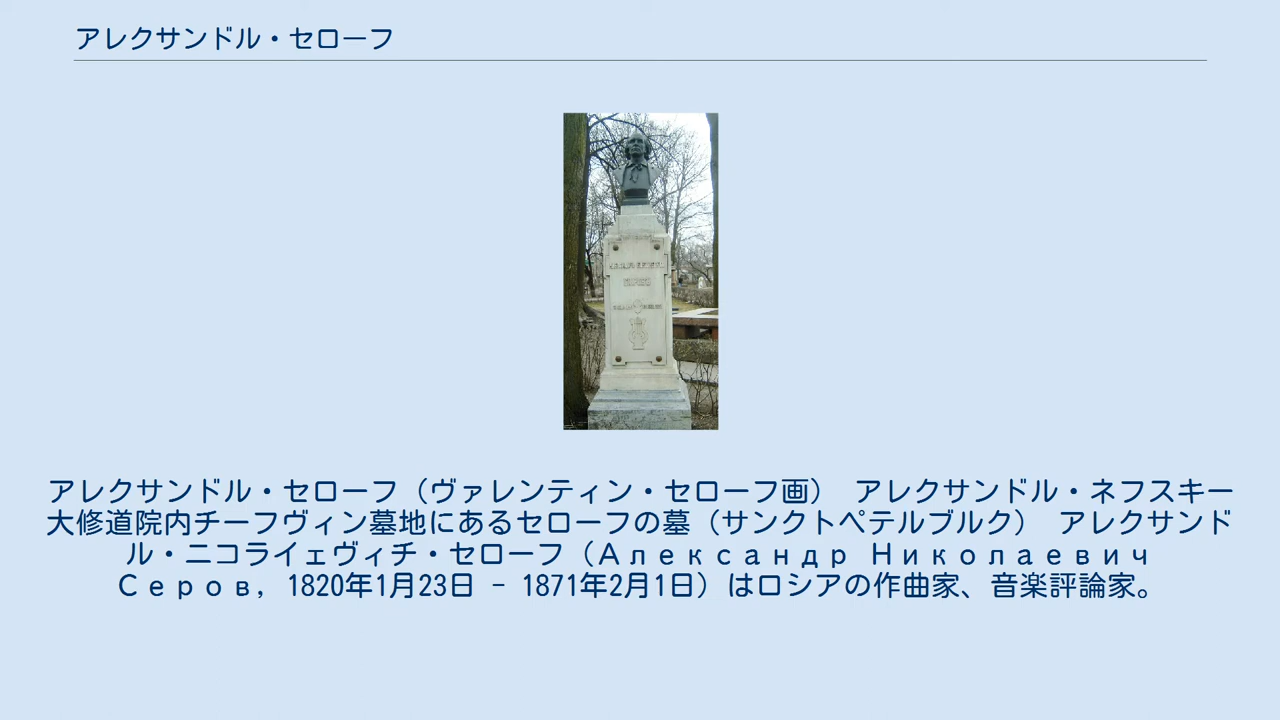 アレクサンドル・セローフ
アレクサンドル・セローフ（ヴァレンティン・セローフ画） アレクサンドル・ネフスキー
大修道院内チーフヴィン墓地にあるセローフの墓（サンクトペテルブルク） アレクサンド
ル・ニコライェヴィチ・セローフ（Александр Николаевич
Серов, 1820年1月23日 - 1871年2月1日）はロシアの作曲家、音楽評論家。